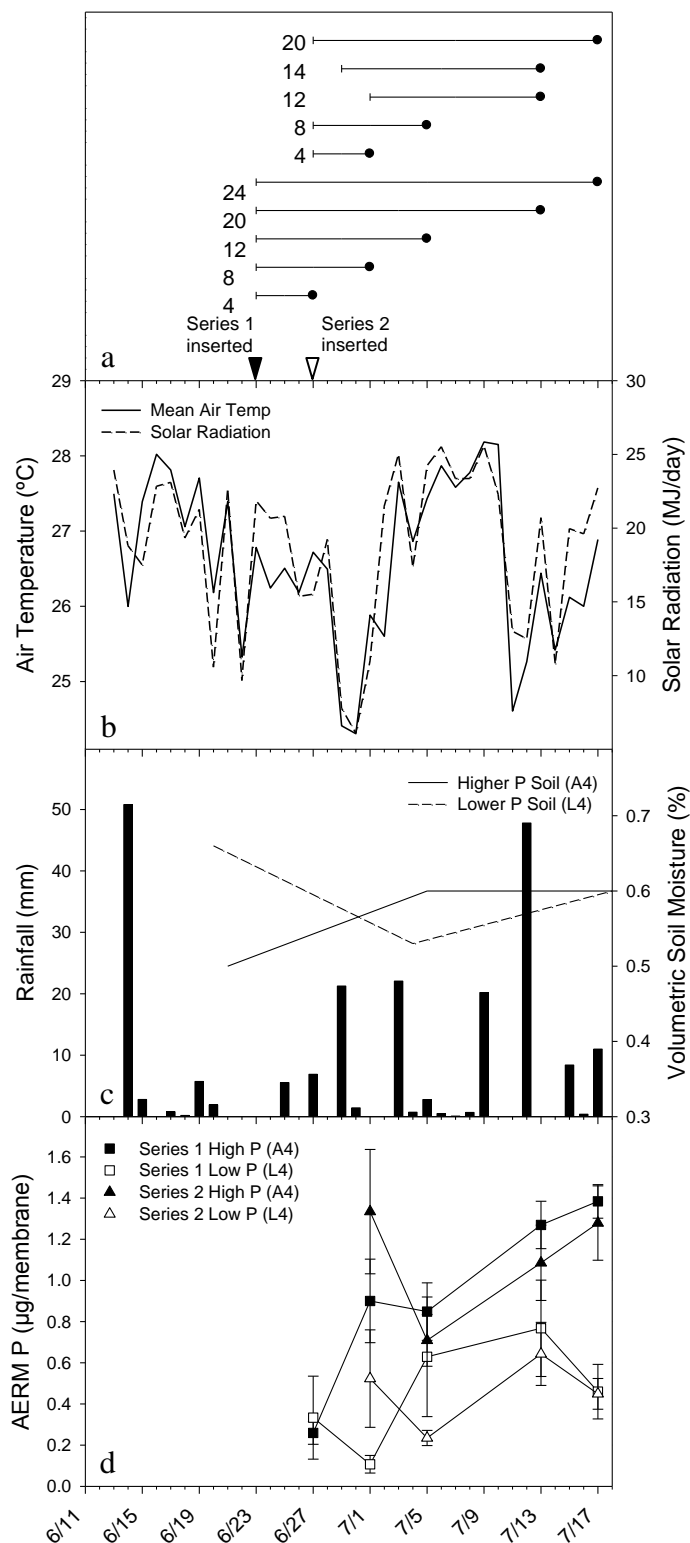 20
14
12
8
4
24
20
12
8
4
Series 1
inserted
Series 2
inserted
a
29
28
27
26
25
Air Temperature (ºC)
Mean Air Temp
Solar Radiation
30
25
20
15
10
Solar Radiation (MJ/day)
b
50
40
30
20
10
0
Rainfall (mm)
Higher P Soil (A4)
Lower P Soil (L4)
0.7
0.6
0.5
0.4
0.3
Volumetric Soil Moisture (%)
c
1.6
1.4
1.2
1.0
0.8
0.6
0.4
0.2
0.0
AERM P (µg/membrane)
Series 1 High P (A4)
Series 1 Low P (L4)
Series 2 High P (A4)
Series 2 Low P (L4)
d
6/11
6/15
6/19
6/23
6/27
7/1
7/5
7/9
7/13
7/17